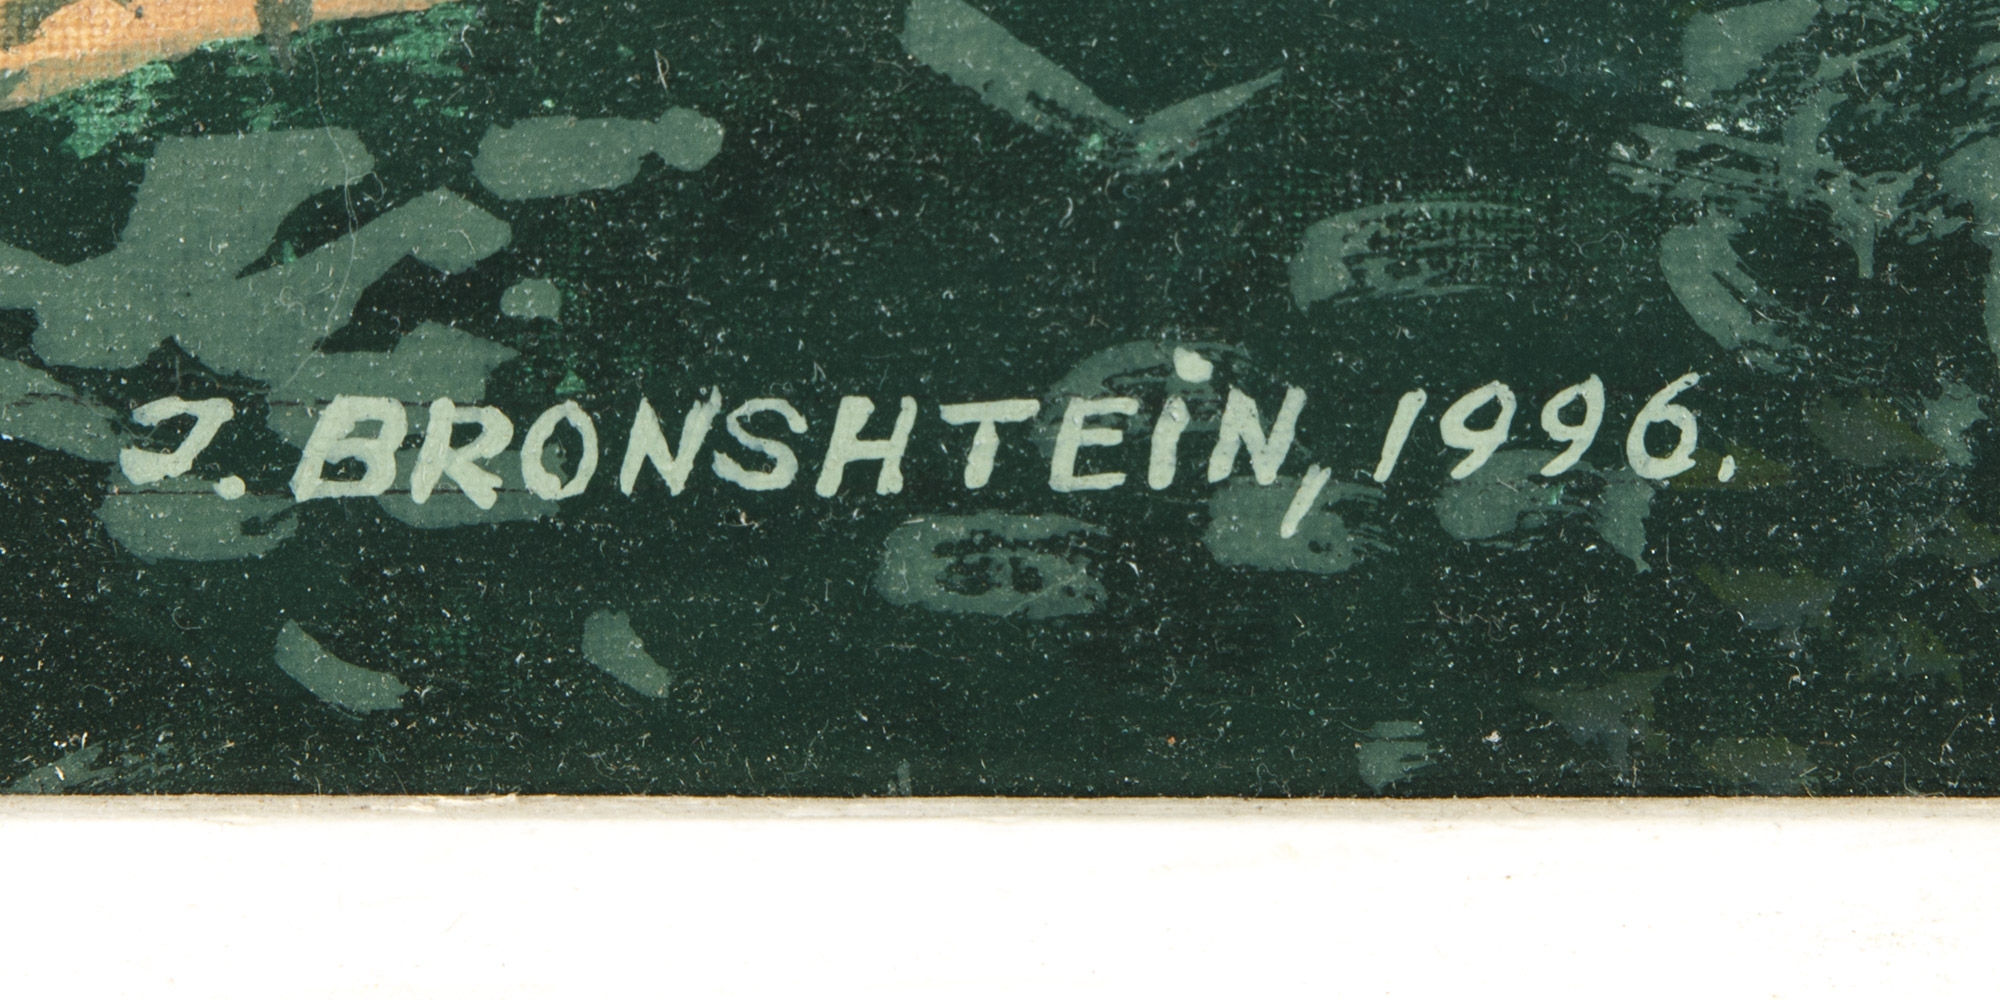 J. BRONSHTEiN, 1996.